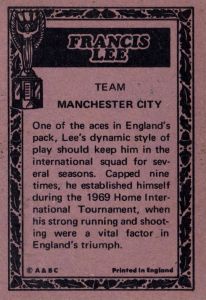 FRANCIS
LEE
TEAM
MANCHESTER CITY
One of the aces in England's
pack, Lee's dynamic style of
play should keep him in the
international squad for sev-
eral seasons. Capped nine
times, he established himself
during the 1969 Home Inter-
national Tournament, when
his strong running and shoot-
ing were a vital factor in
England's triumph.
© A & BC Printed in England